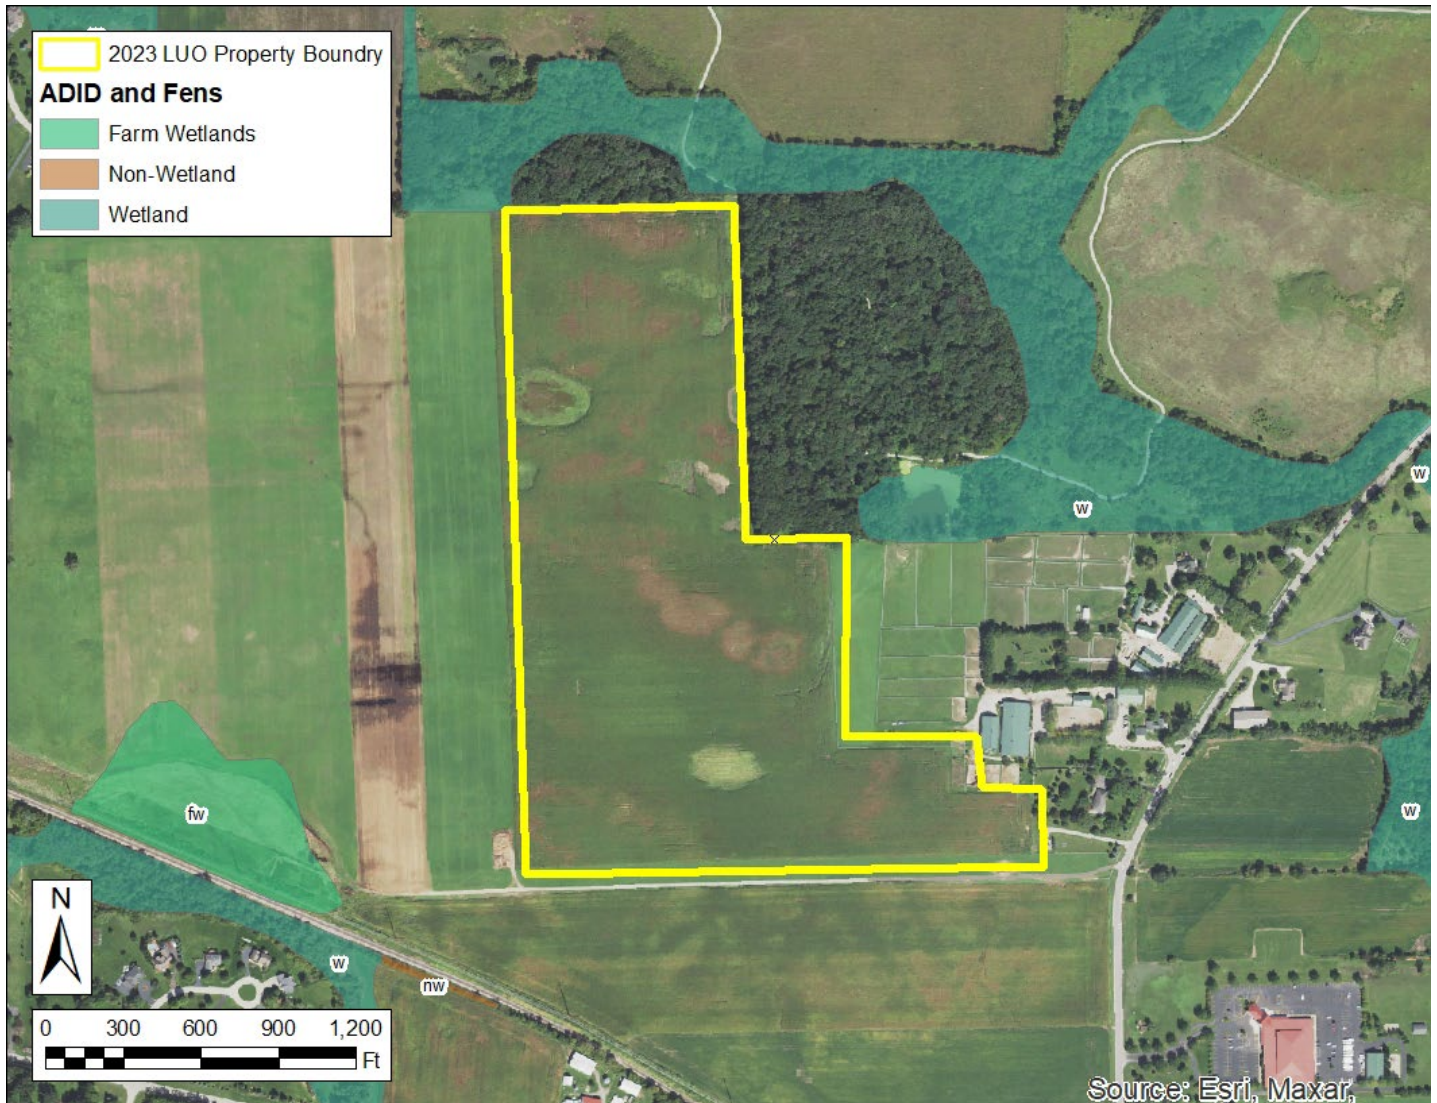 2023 LUO Property Boundry
ADID and Fens
Farm Wetlands
Non-Wetland
Wetland
w
w
w
fw
w
nw
N
0 300 600 900 1,200
Ft
Source: Esri, Maxar,